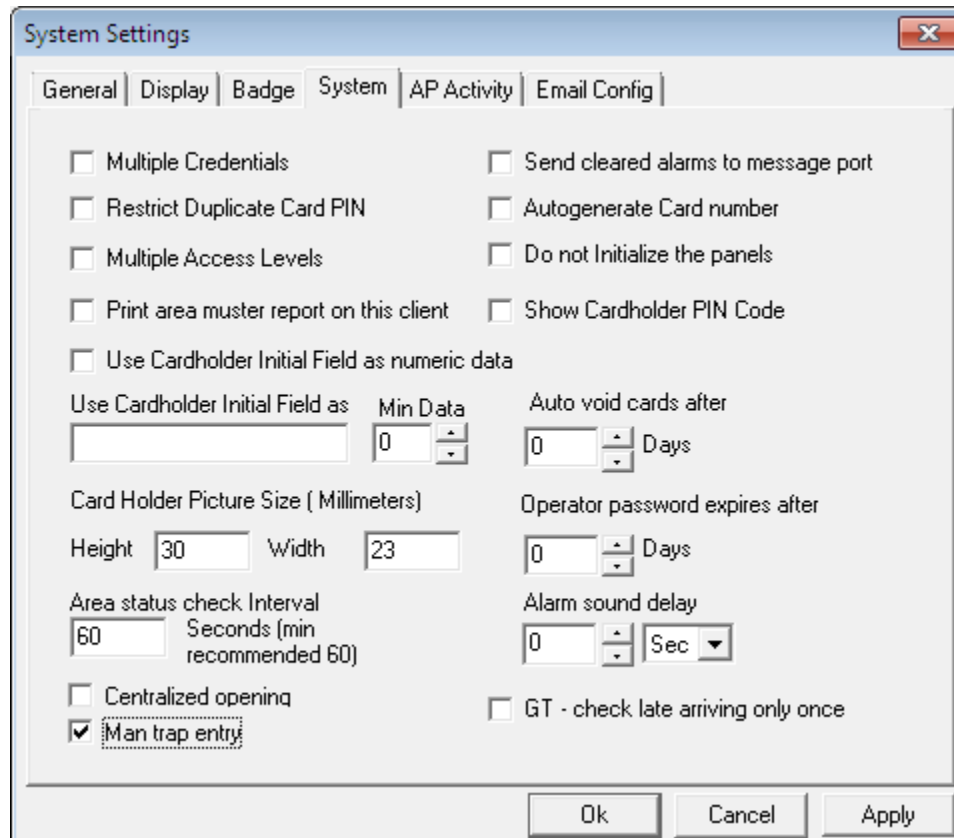 System Settings
General Display Badge System AP Activity Email Config
Multiple Credentials
Send cleared alarms to message port
Restrict Duplicate Card PIN
Autogenerate Card number
Multiple Access Levels
Do not Initialize the panels
Print area muster report on this client
Show Cardholder PIN Code
Use Cardholder Initial Field as numeric data
Use Cardholder Initial Field as
Min Data
0
Auto void cards after
0 Days
Card Holder Picture Size ( Millimeters)
Height 30 Width 23
Operator password expires after
0 Days
Area status check Interval
60 Seconds (min
recommended 60)
Alarm sound delay
0 Sec
Centralized opening
Man trap entry
GT - check late arriving only once
Ok Cancel Apply